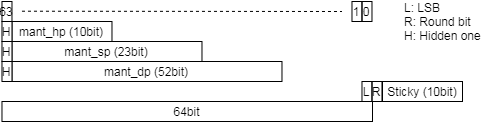 63 1 0
L: LSB
R: Round bit
H: Hidden one
H mant_hp (10bit)
H mant_sp (23bit)
H mant_dp (52bit)
L R Sticky (10bit)
64bit